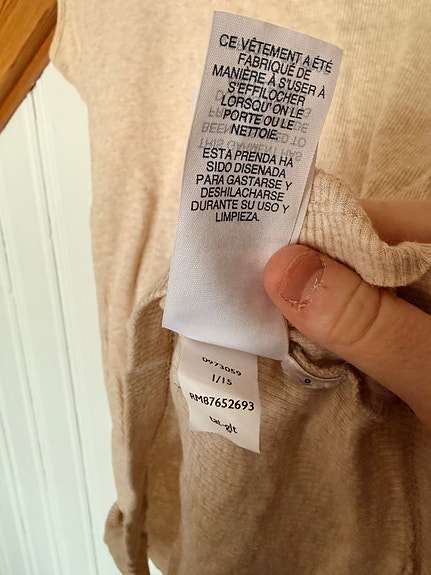 CE VÊTEMENT A ÉTÉ
FABRIQUÉ DE
MANIÈRE À S'USER À
S'EFFILOCHER
LORSQU'ON LE
PORTE OU LE
NETTOIE.
ESTA PRENDA HA
SIDO DISENADA
PARA GASTARSE Y
DESHILACHARSE
DURANTE SU USO Y
LIMPIEZA.
0973059
1/15
RM87652693